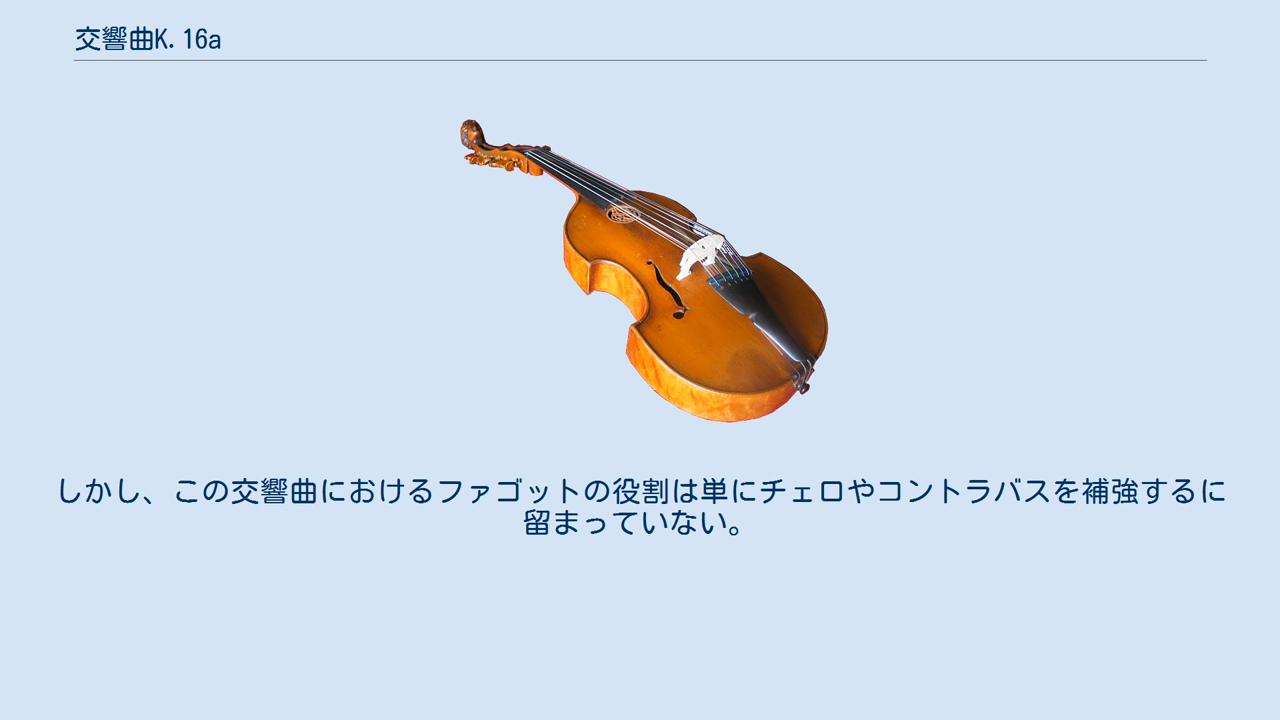 交響曲K. 16a
しかし、この交響曲におけるファゴットの役割は単にチェロやコントラバスを補強するに
留まっていない。